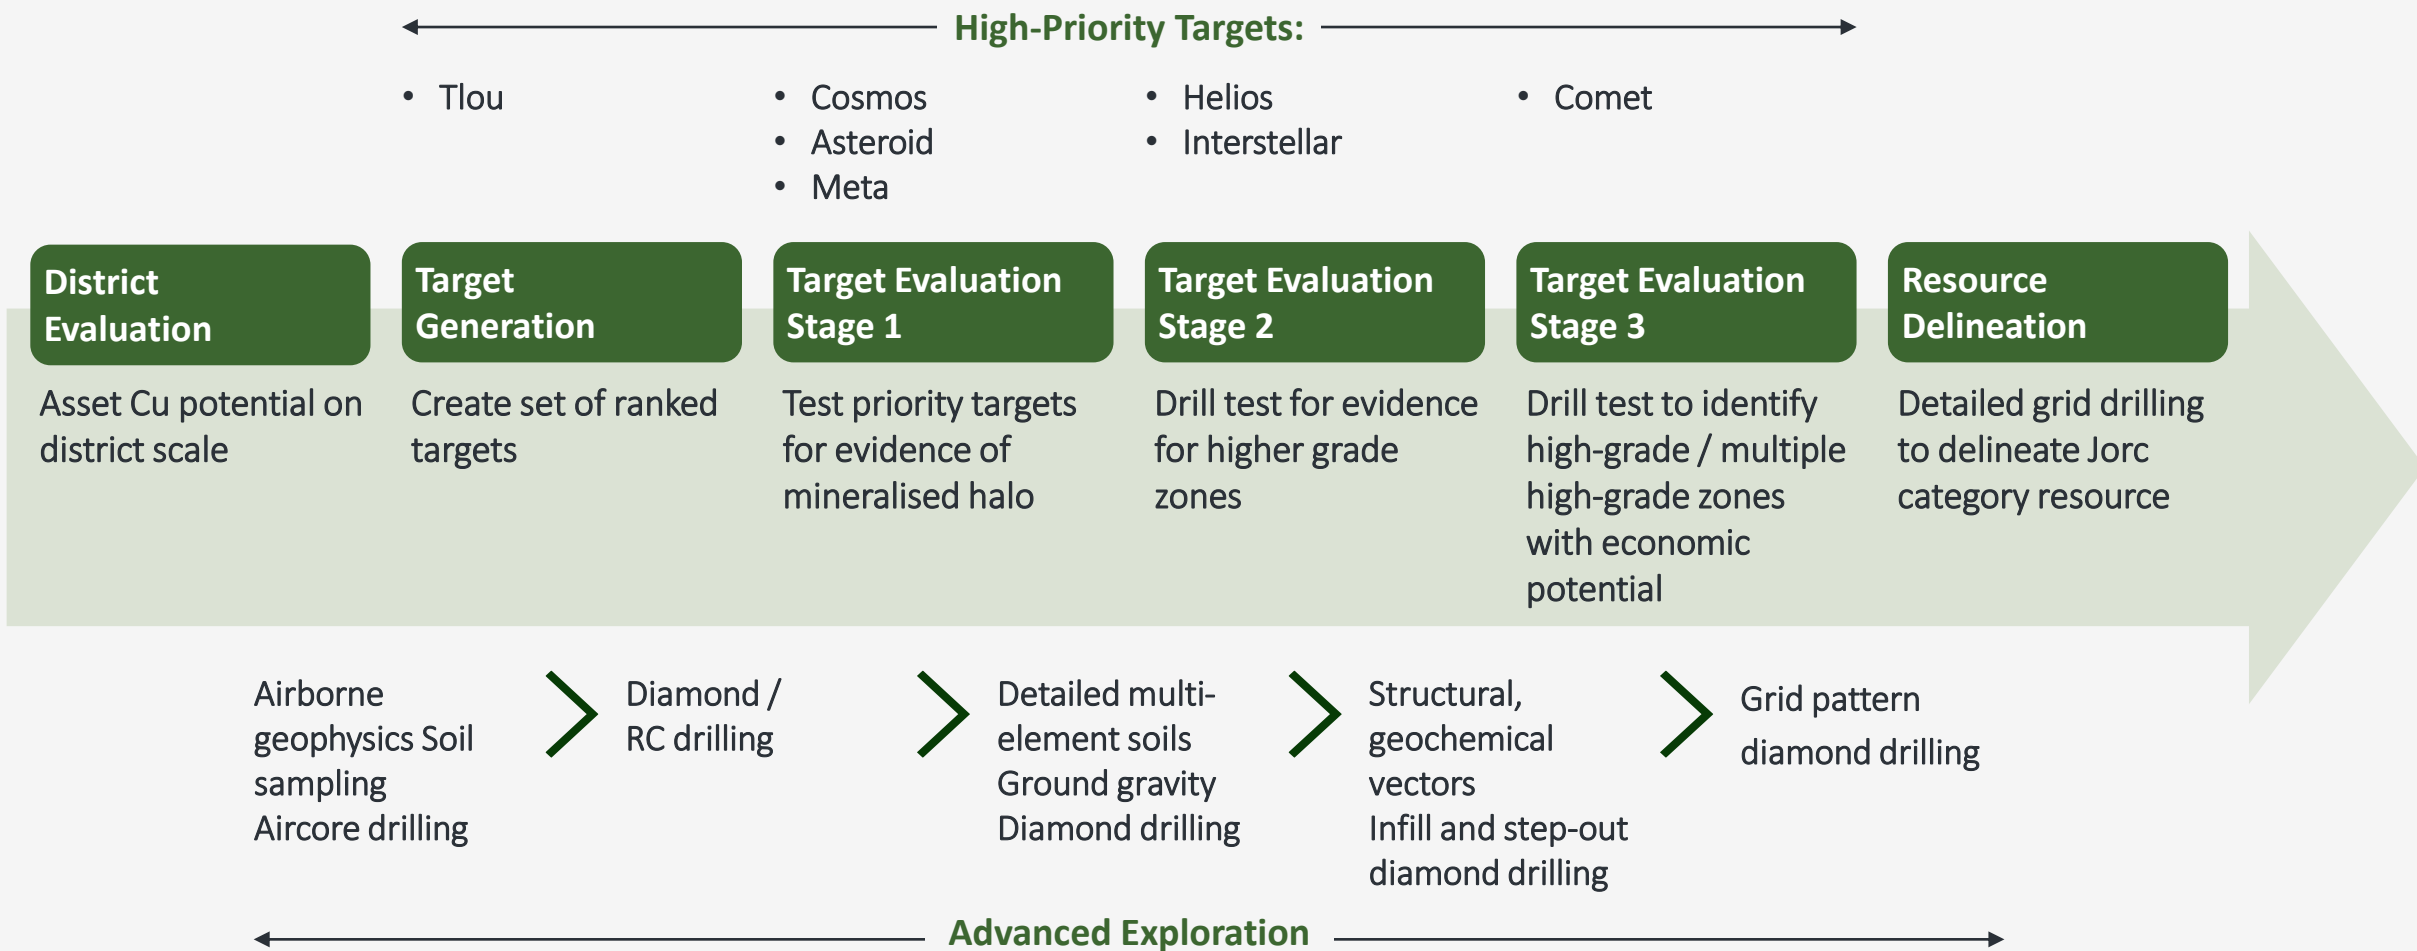 High-Priority Targets:
• Tlou
• Cosmos
• Asteroid
• Meta
• Helios
• Interstellar
• Comet
District
Evaluation
Asset Cu potential on
district scale
Target
Generation
Create set of ranked
targets
Target Evaluation
Stage 1
Test priority targets
for evidence of
mineralised halo
Target Evaluation
Stage 2
Drill test for evidence
for higher grade
zones
Target Evaluation
Stage 3
Drill test to identify
high-grade / multiple
high-grade zones
with economic
potential
Resource
Delineation
Detailed grid drilling
to delineate Jorc
category resource
Airborne
geophysics Soil
sampling
Aircore drilling
Diamond /
RC drilling
Detailed multi-
element soils
Ground gravity
Diamond drilling
Structural,
geochemical
vectors
Infill and step-out
diamond drilling
Grid pattern
diamond drilling
Advanced Exploration